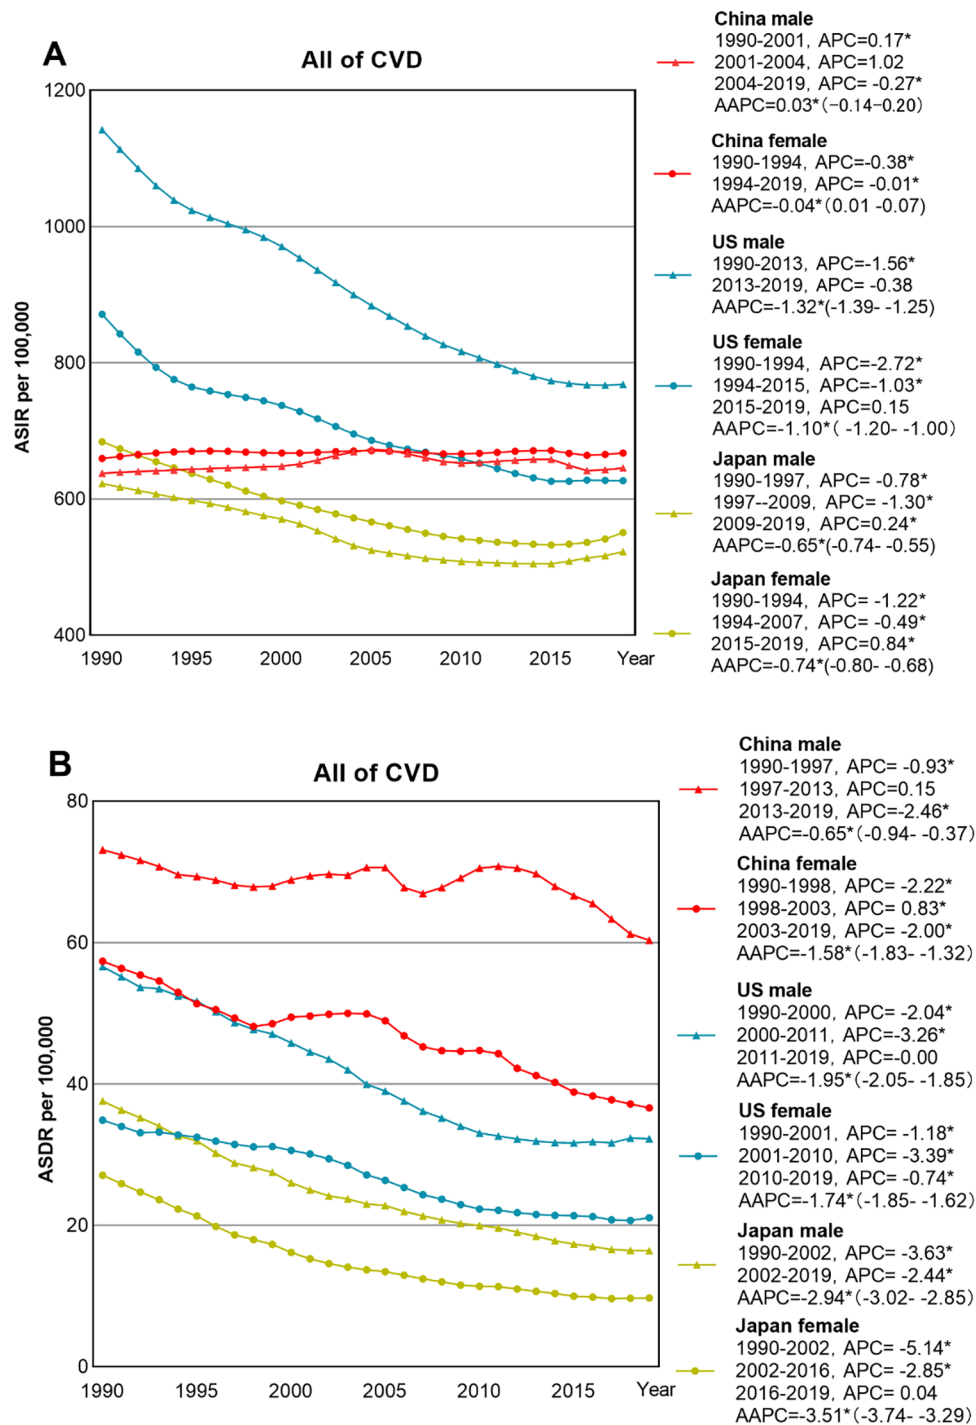 A
All of CVD
1200
1000
800
600
400
ASIR per 100,000
1990
1995
2000
2005
2010
2015
Year
China male
1990-2001, APC=0.17*
2001-2004, APC=1.02
2004-2019, APC= -0.27*
AAPC=0.03*(-0.14-0.20)
China female
1990-1994, APC=-0.38*
1994-2019, APC= -0.01*
AAPC=-0.04*(0.01 -0.07)
US male
1990-2013, APC=-1.56*
2013-2019, APC= -0.38
AAPC=-1.32*(-1.39- -1.25)
US female
1990-1994, APC=-2.72*
1994-2015, APC=-1.03*
2015-2019, APC= 0.15
AAPC=-1.10*( -1.20- -1.00)
Japan male
1990-1997, APC= -0.78*
1997--2009, APC= -1.30*
2009-2019, APC= 0.24*
AAPC=-0.65*(-0.74- -0.55)
Japan female
1990-1994, APC= -1.22*
1994-2007, APC= -0.49*
2015-2019, APC= 0.84*
AAPC=-0.74*(-0.80- -0.68)
B
All of CVD
80
60
40
20
0
ASDR per 100,000
1990
1995
2000
2005
2010
2015
Year
China male
1990-1997, APC= -0.93*
1997-2013, APC=0.15
2013-2019, APC=-2.46*
AAPC=-0.65*(-0.94- -0.37)
China female
1990-1998, APC= -2.22*
1998-2003, APC= 0.83*
2003-2019, APC= -2.00*
AAPC=-1.58*(-1.83- -1.32)
US male
1990-2000, APC= -2.04*
2000-2011, APC=-3.26*
2011-2019, APC=-0.00
AAPC=-1.95*(-2.05- -1.85)
US female
1990-2001, APC= -1.18*
2001-2010, APC= -3.39*
2010-2019, APC= -0.74*
AAPC=-1.74*(-1.85- -1.62)
Japan male
1990-2002, APC= -3.63*
2002-2019, APC= -2.44*
AAPC=-2.94*(-3.02- -2.85)
Japan female
1990-2002, APC= -5.14*
2002-2016, APC= -2.85*
2016-2019, APC= 0.04
AAPC=-3.51*(-3.74- -3.29)